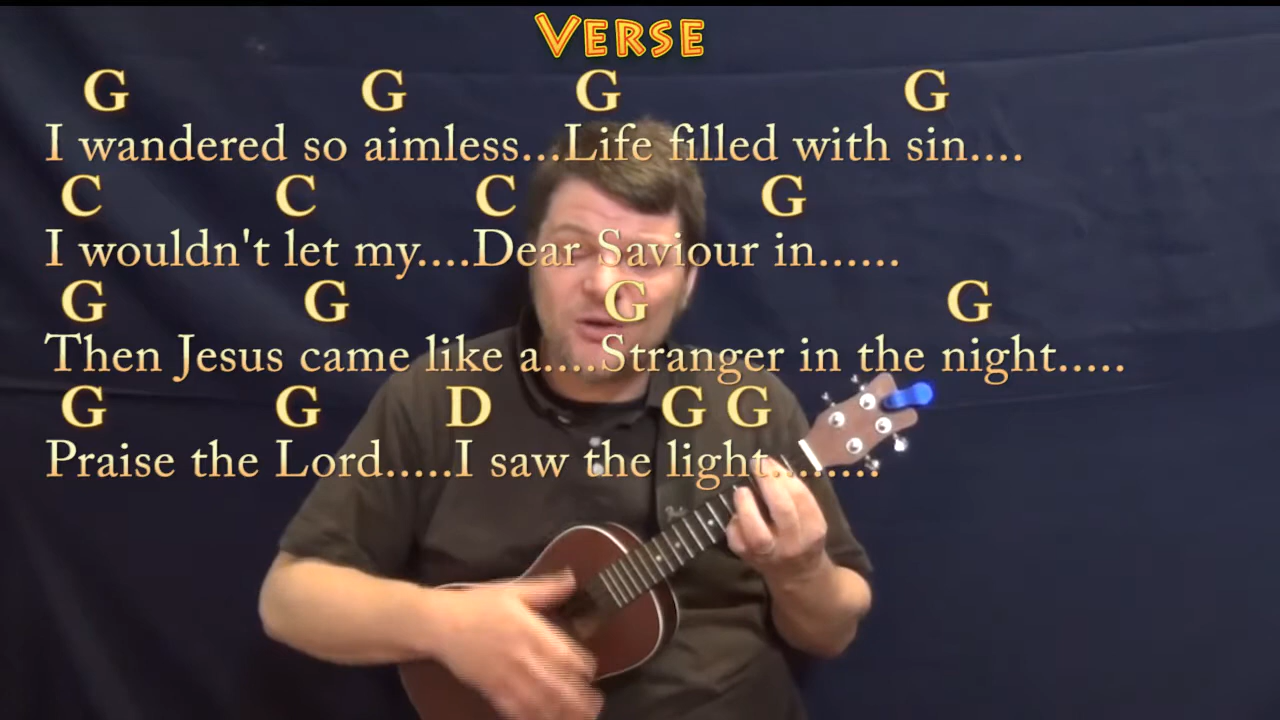 VERSE
G G G G
I wandered so aimless...Life filled with sin....
C C C G
I wouldn't let my....Dear Saviour in......
G G G G
Then Jesus came like a....Stranger in the night.....
G G D G G
Praise the Lord.....I saw the light........